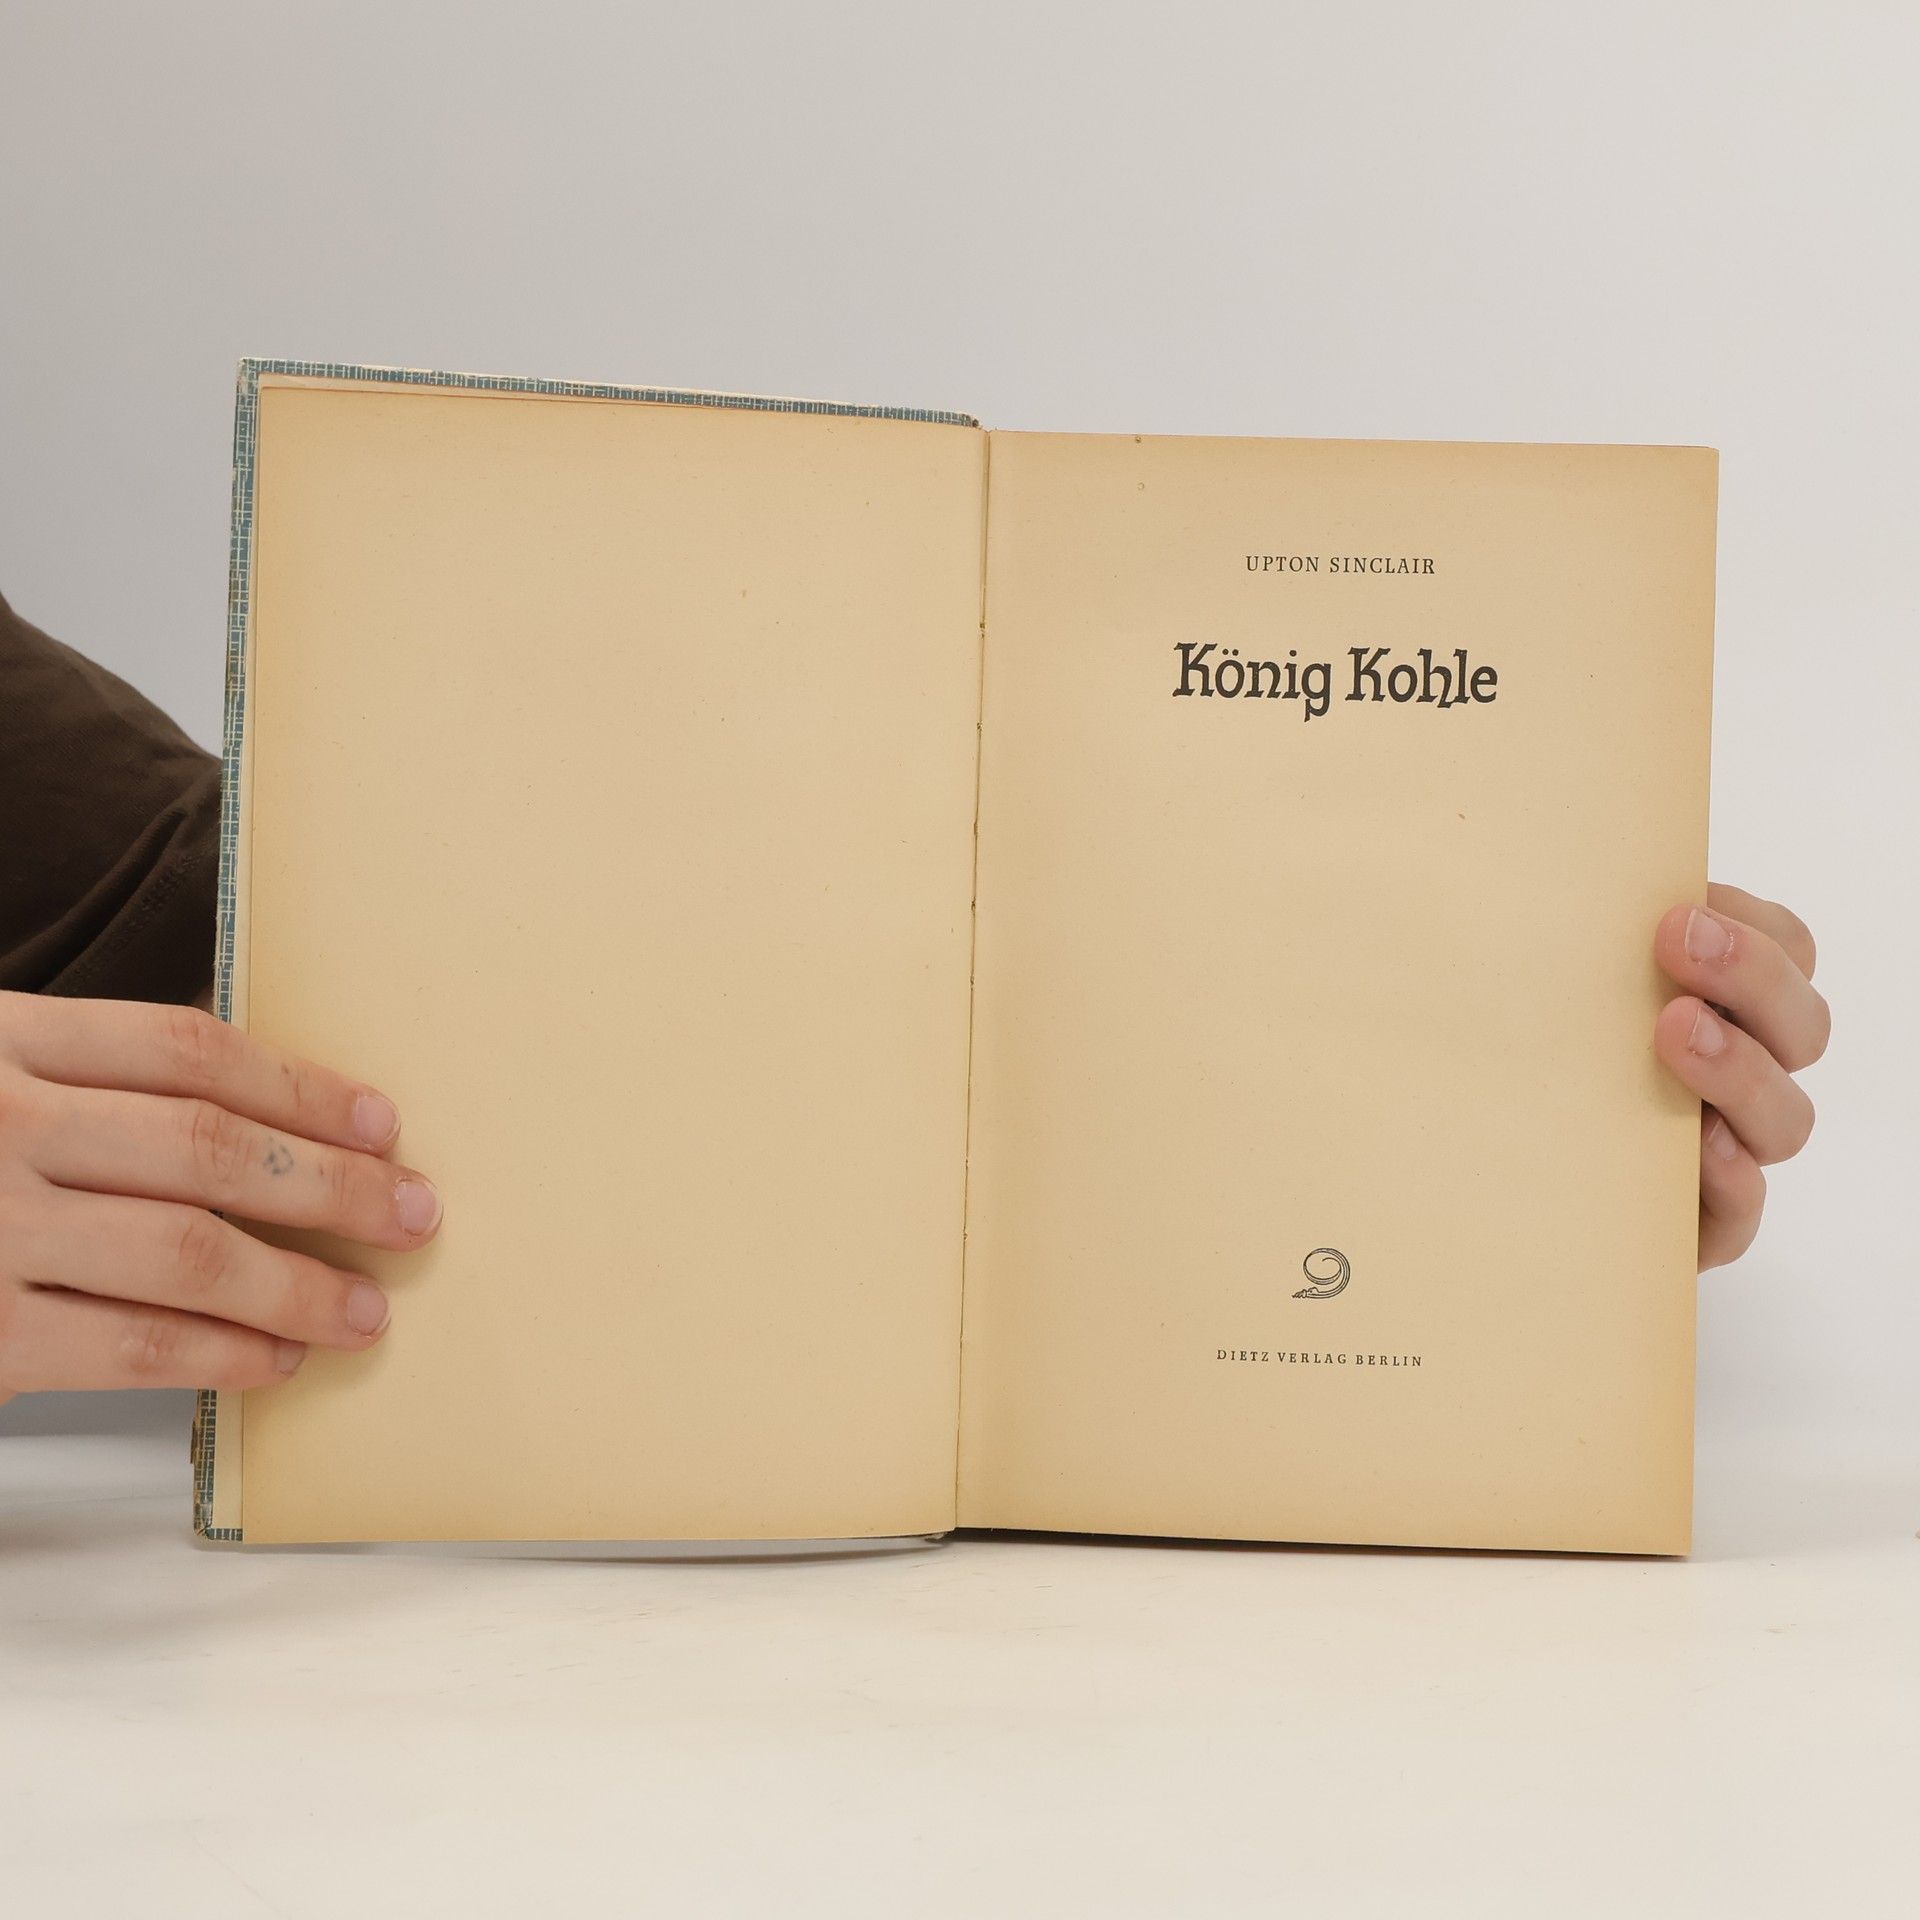 UPTON SINCLAIR
König Kohle
DIETZ VERLAG BERLIN